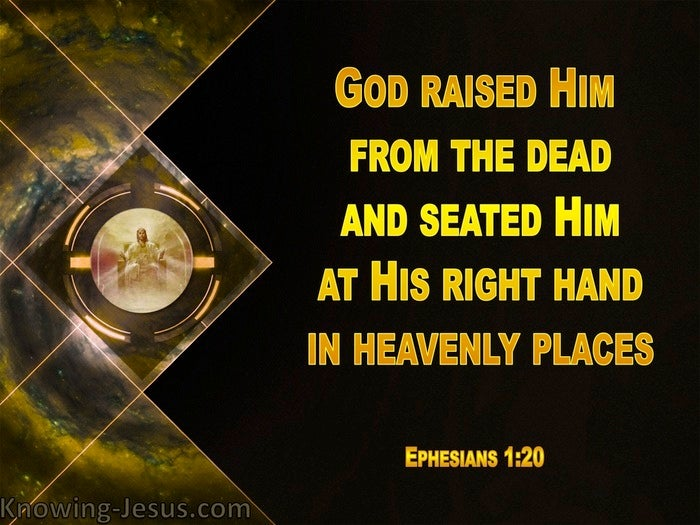 God raised Him
from the dead
and seated Him
at His right hand
in heavenly places
Ephesians 1:20
Knowing-Jesus.com